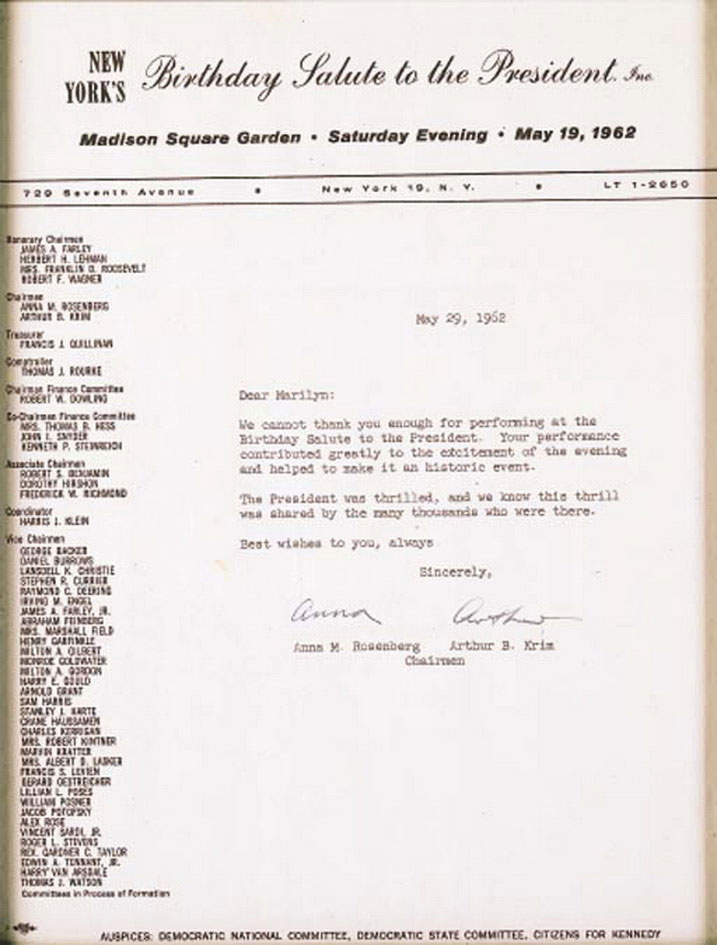 NEW
YORK'S
Birthday Salute to the President, Inc.
Madison Square Garden • Saturday Evening • May 19, 1962
729 Seventh Avenue • New York 19, N. Y. • LT 1-2650
Honorary Chairmen
JAMES A. FARLEY
HERBERT H. LEHMAN
MRS. FRANKLIN D. ROOSEVELT
ROBERT F. WAGNER
Chairmen
ANNA M. ROSENBERG
ARTHUR B. KRIM
Treasurer
FRANCIS J. QUILLINAN
Comptroller
THOMAS J. ROURKE
Chairman Finance Committee
ROBERT W. DOWLING
Co-Chairmen Finance Committee
MRS. THOMAS B. HESS
JOHN I. SNYDER
KENNETH P. STEINREICH
Associate Chairmen
ROBERT S. BENJAMIN
DOROTHY HIRSHON
FREDERICK W. RICHMOND
Coordinator
HARRIS J. KLEIN
Vice Chairmen
GEORGE BACKER
DANIEL BURROWS
LANSDELL K. CHRISTIE
STEPHEN R. CURRIER
RAYMOND C. DEERING
IRVING M. ENGEL
JAMES A. FARLEY, JR.
ABRAHAM FEINBERG
MRS. MARSHALL FIELD
HENRY GARFINKLE
MILTON A. GILBERT
MONROE GOLDWATER
MILTON A. GORDON
HARRY E. GOULD
ARNOLD GRANT
SAM HARRIS
STANLEY J. HARTE
CRANE HAUSSAMEN
CHARLES KERRIGAN
MRS. ROBERT KINTNER
MARVIN KRATTER
MRS. ALBERT D. LASKER
FRANCIS S. LEVIEN
GERARD OESTREICHER
LILLIAN L. POSES
WILLIAM POSNER
JACOB POTOFSKY
ALEX ROSE
VINCENT SARDI, JR.
ROGER L. STEVENS
REV. GARDNER C. TAYLOR
EDWIN A. TENNANT, JR.
HARRY VAN ARSDALE
THOMAS J. WATSON
Committees in Process of Formation
May 29, 1962
Dear Marilyn:
We cannot thank you enough for performing at the
Birthday Salute to the President. Your performance
contributed greatly to the excitement of the evening
and helped to make it an historic event.
The President was thrilled, and we know this thrill
was shared by the many thousands who were there.
Best wishes to you, always
Sincerely,
Anna Arthur
Anna M. Rosenberg Arthur B. Krim
Chairmen
AUSPICES: DEMOCRATIC NATIONAL COMMITTEE, DEMOCRATIC STATE COMMITTEE, CITIZENS FOR KENNEDY